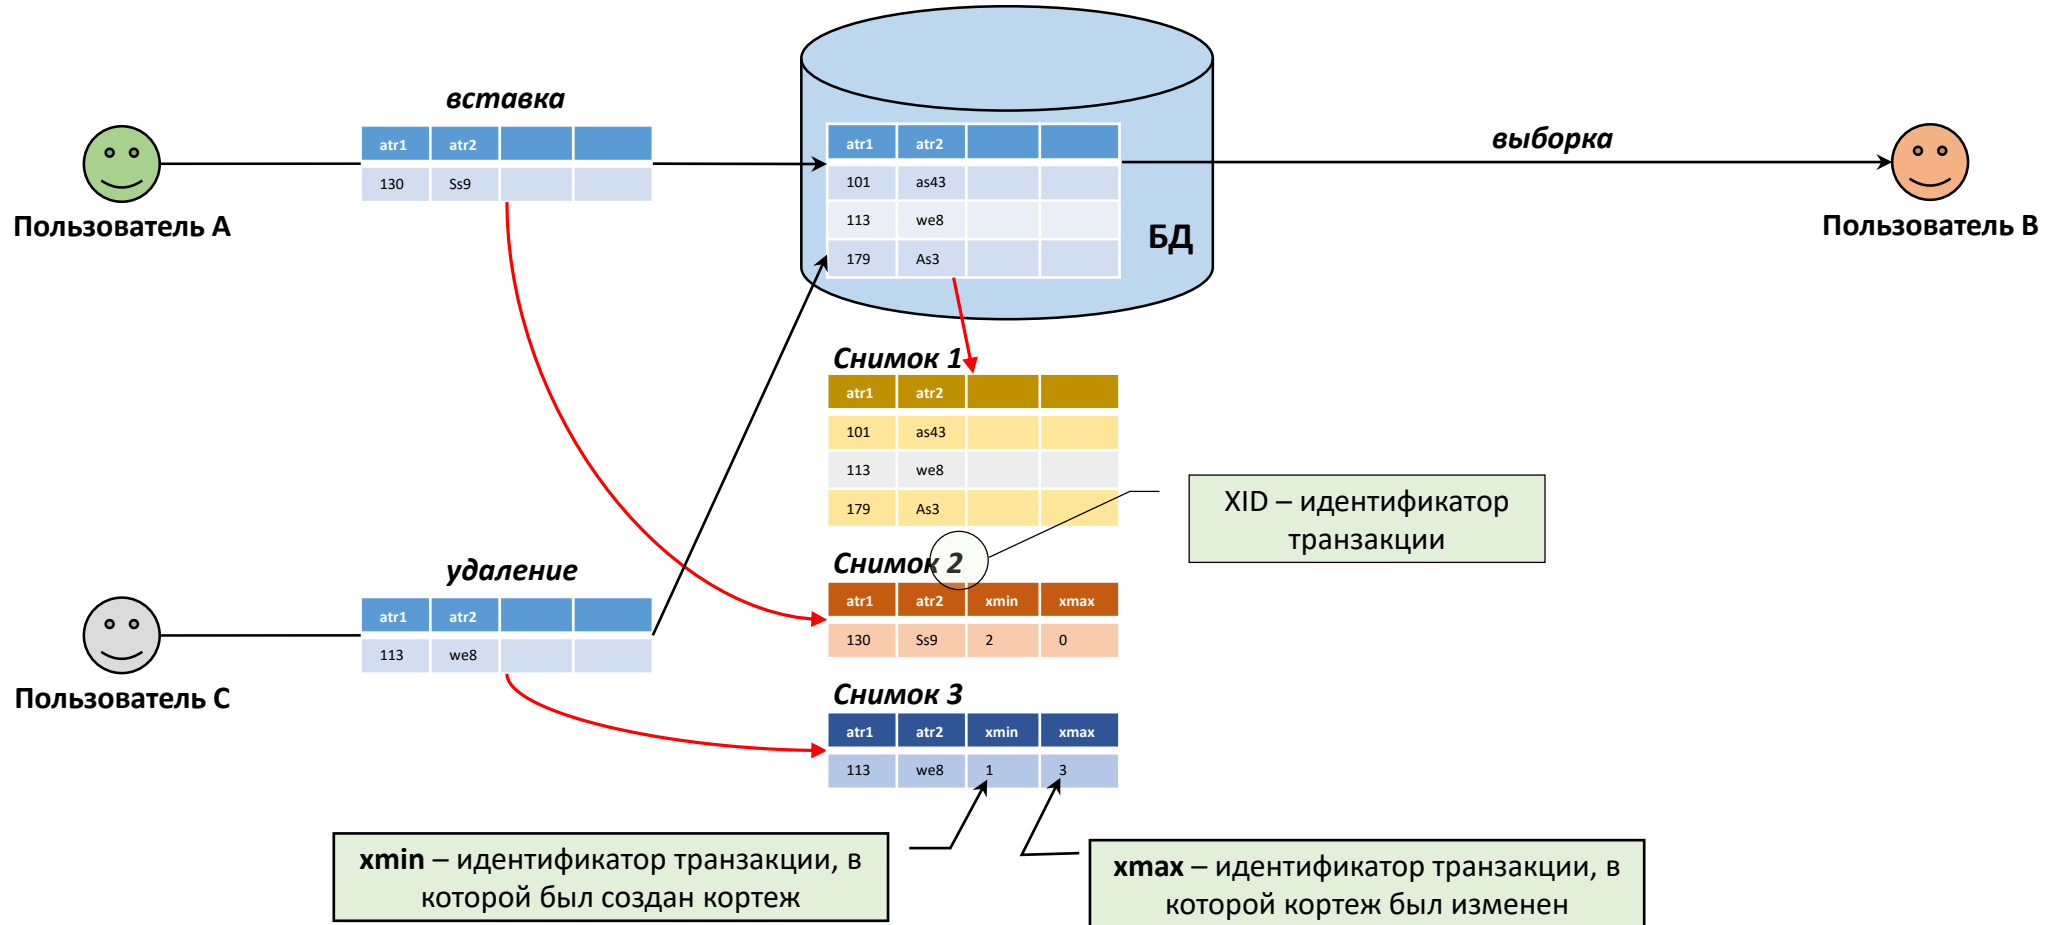 вставка
atr1 atr2
130 Ss9
Пользователь A
atr1 atr2
101 as43
113 we8
179 As3
БД
выборка
Пользователь B
Снимок 1
atr1 atr2
101 as43
113 we8
179 As3
XID – идентификатор
транзакции
удаление
atr1 atr2
113 we8
Пользователь C
Снимок 2
atr1 atr2 xmin xmax
130 Ss9 2 0
Снимок 3
atr1 atr2 xmin xmax
113 we8 1 3
xmin – идентификатор транзакции, в
которой был создан кортеж
xmax – идентификатор транзакции, в
которой кортеж был изменен